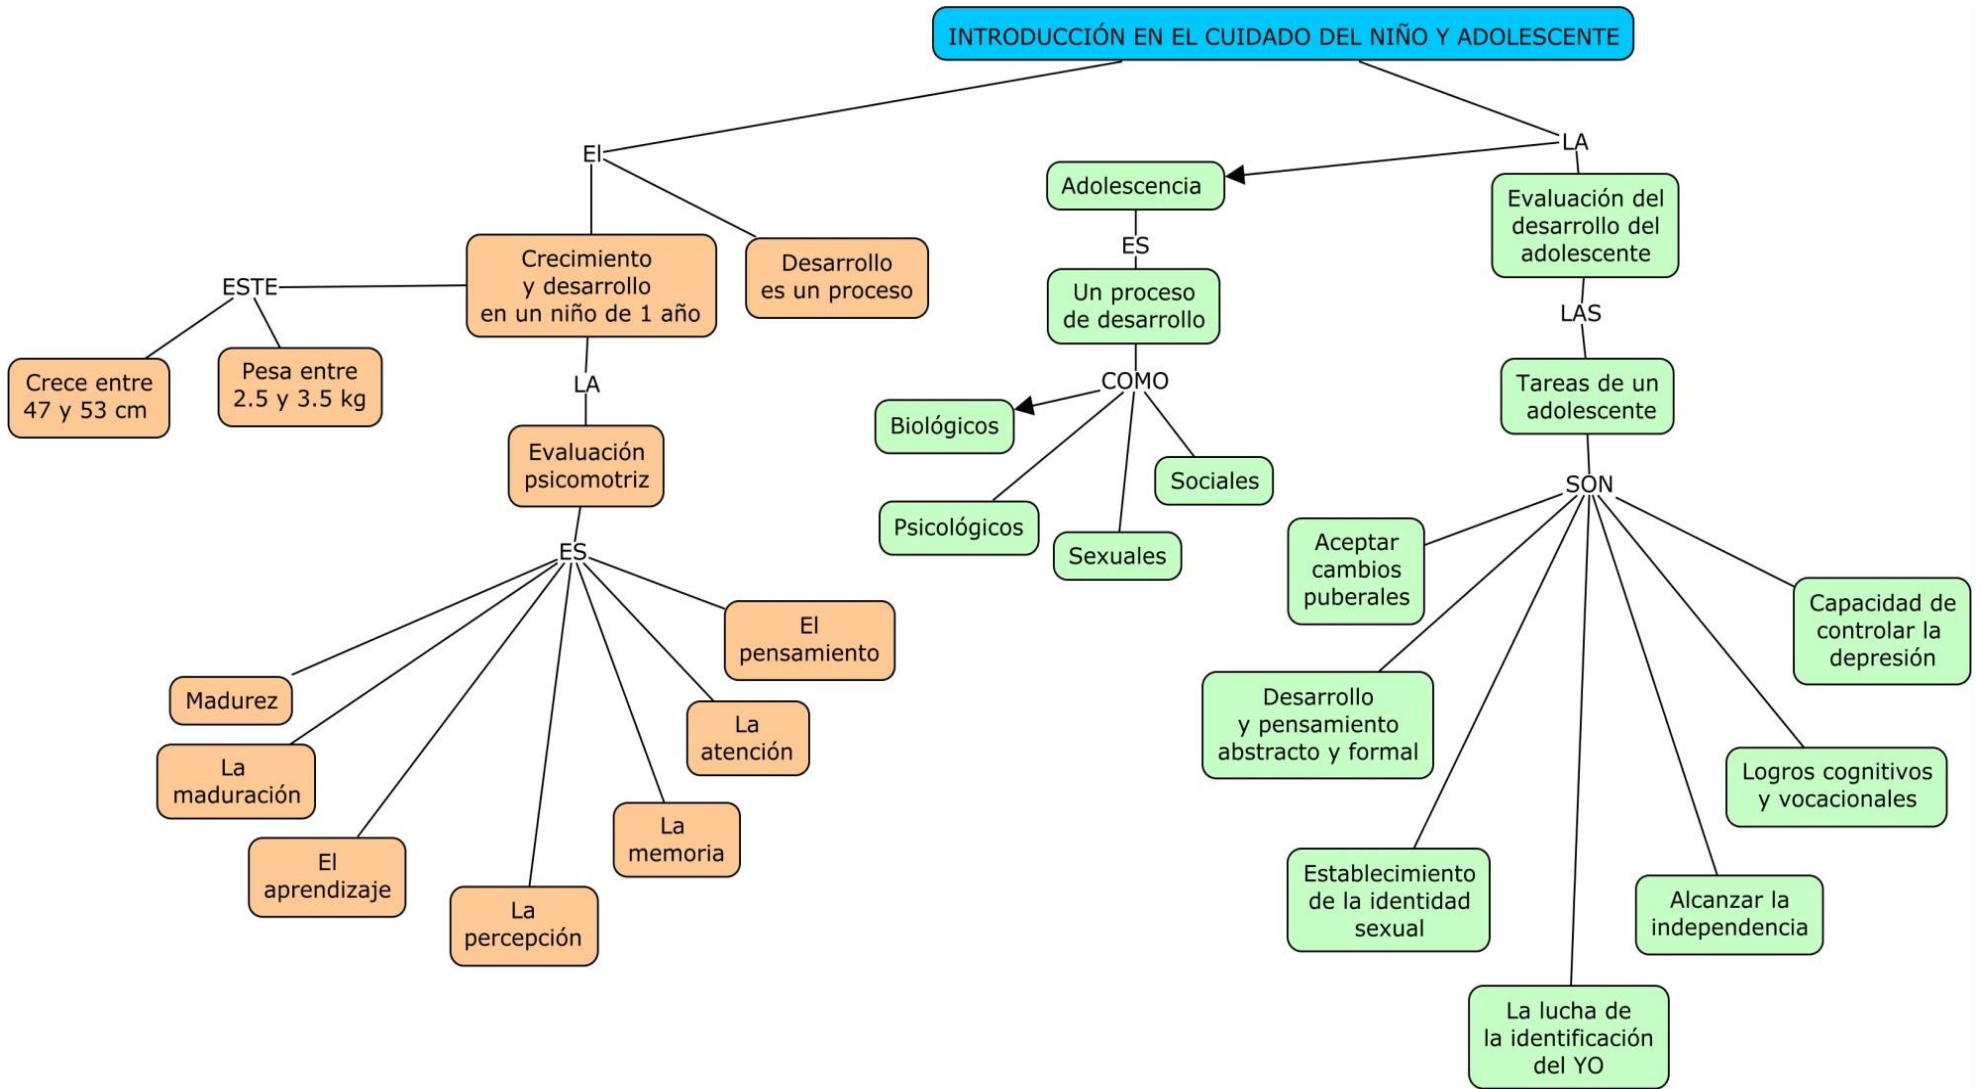 INTRODUCCIÓN EN EL CUIDADO DEL NIÑO Y ADOLESCENTE
El
Crecimiento
y desarrollo
en un niño de 1 año
Desarrollo
es un proceso
ESTE
Crece entre
47 y 53 cm
Pesa entre
2.5 y 3.5 kg
LA
Evaluación
psicomotriz
ES
Madurez
La
maduración
El
aprendizaje
La
percepción
La
memoria
La
atención
El
pensamiento
LA
Adolescencia
ES
Un proceso
de desarrollo
COMO
Biológicos
Psicológicos
Sexuales
Sociales
Evaluación del
desarrollo del
adolescente
LAS
Tareas de un
adolescente
SON
Aceptar
cambios
puberales
Desarrollo
y pensamiento
abstracto y formal
Establecimiento
de la identidad
sexual
La lucha de
la identificación
del YO
Alcanzar la
independencia
Logros cognitivos
y vocacionales
Capacidad de
controlar la
depresión